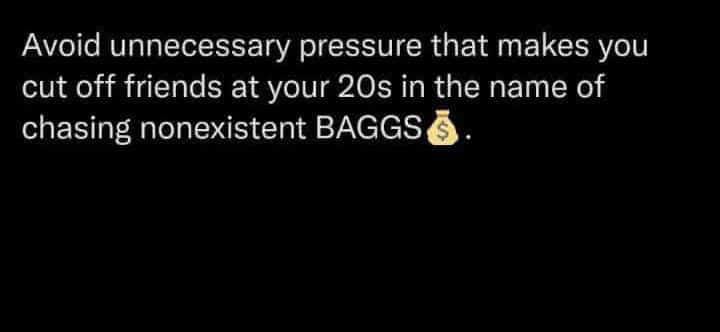 Avoid unnecessary pressure that makes you
cut off friends at your 20s in the name of
chasing nonexistent BAGGS💰.